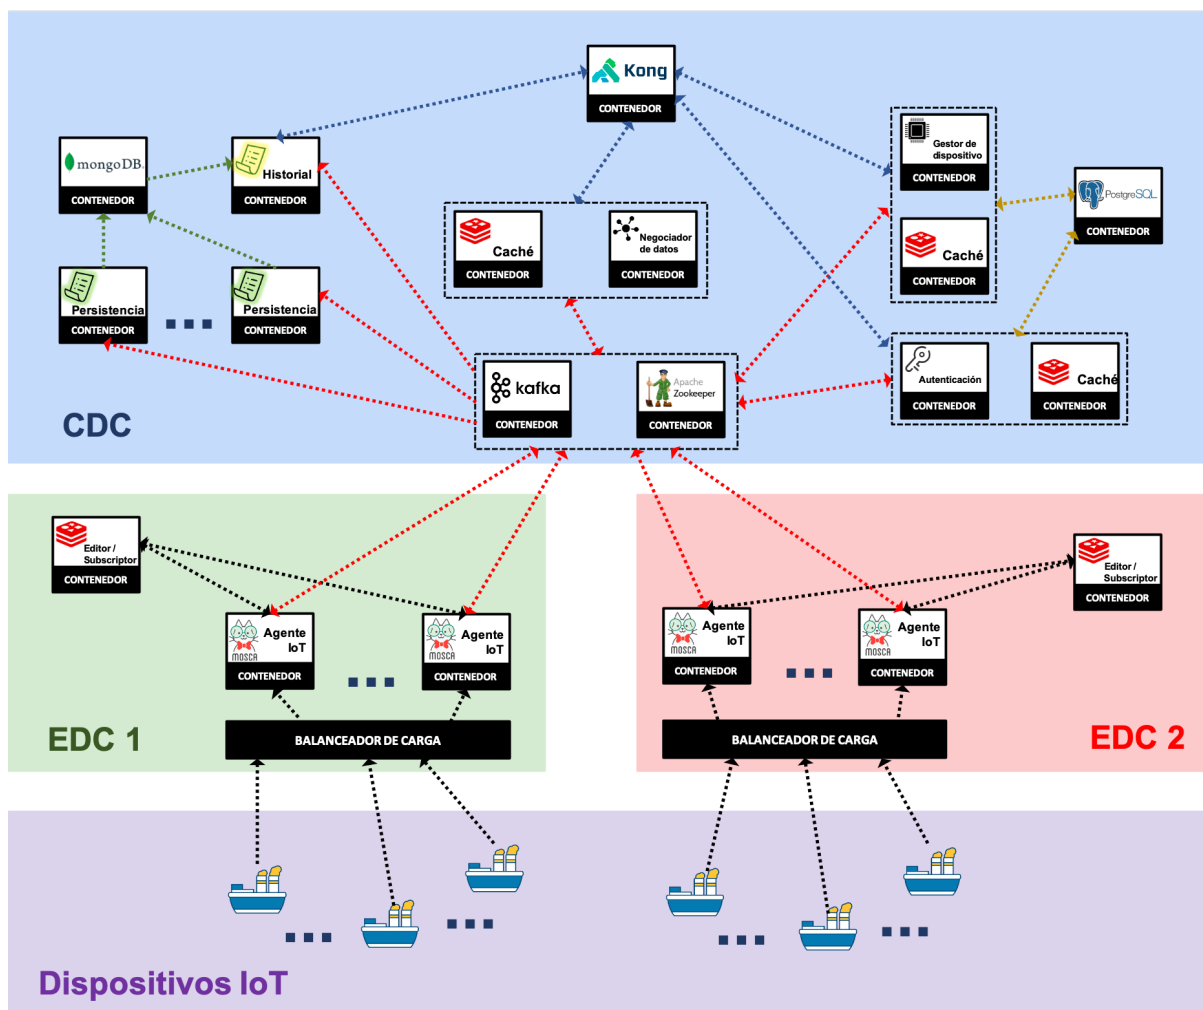 Kong
CONTENEDOR
mongoDB
CONTENEDOR
Historial
CONTENEDOR
Gestor de
dispositivo
CONTENEDOR
PostgreSQL
CONTENEDOR
Caché
CONTENEDOR
Negociador
de datos
CONTENEDOR
Caché
CONTENEDOR
Persistencia
CONTENEDOR
Persistencia
CONTENEDOR
kafka
CONTENEDOR
Apache
Zookeeper
CONTENEDOR
Autenticación
CONTENEDOR
Caché
CONTENEDOR
CDC
Editor /
Subscriptor
CONTENEDOR
Agente
IoT
MOSCA
CONTENEDOR
Agente
IoT
MOSCA
CONTENEDOR
BALANCEADOR DE CARGA
EDC 1
Editor /
Subscriptor
CONTENEDOR
Agente
IoT
MOSCA
CONTENEDOR
Agente
IoT
MOSCA
CONTENEDOR
BALANCEADOR DE CARGA
EDC 2
Dispositivos IoT